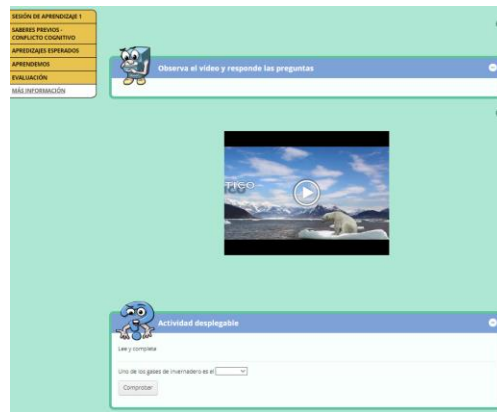 SESIÓN DE APRENDIZAJE 1
SABERES PREVIOS -
CONFLICTO COGNITIVO
APREDIZAJES ESPERADOS
APRENDEMOS
EVALUACIÓN
MÁS INFORMACIÓN
Observa el video y responde las preguntas
TICO
Actividad desplegable
Lee y completa
Uno de los gases de invernadero es el
Comprobar